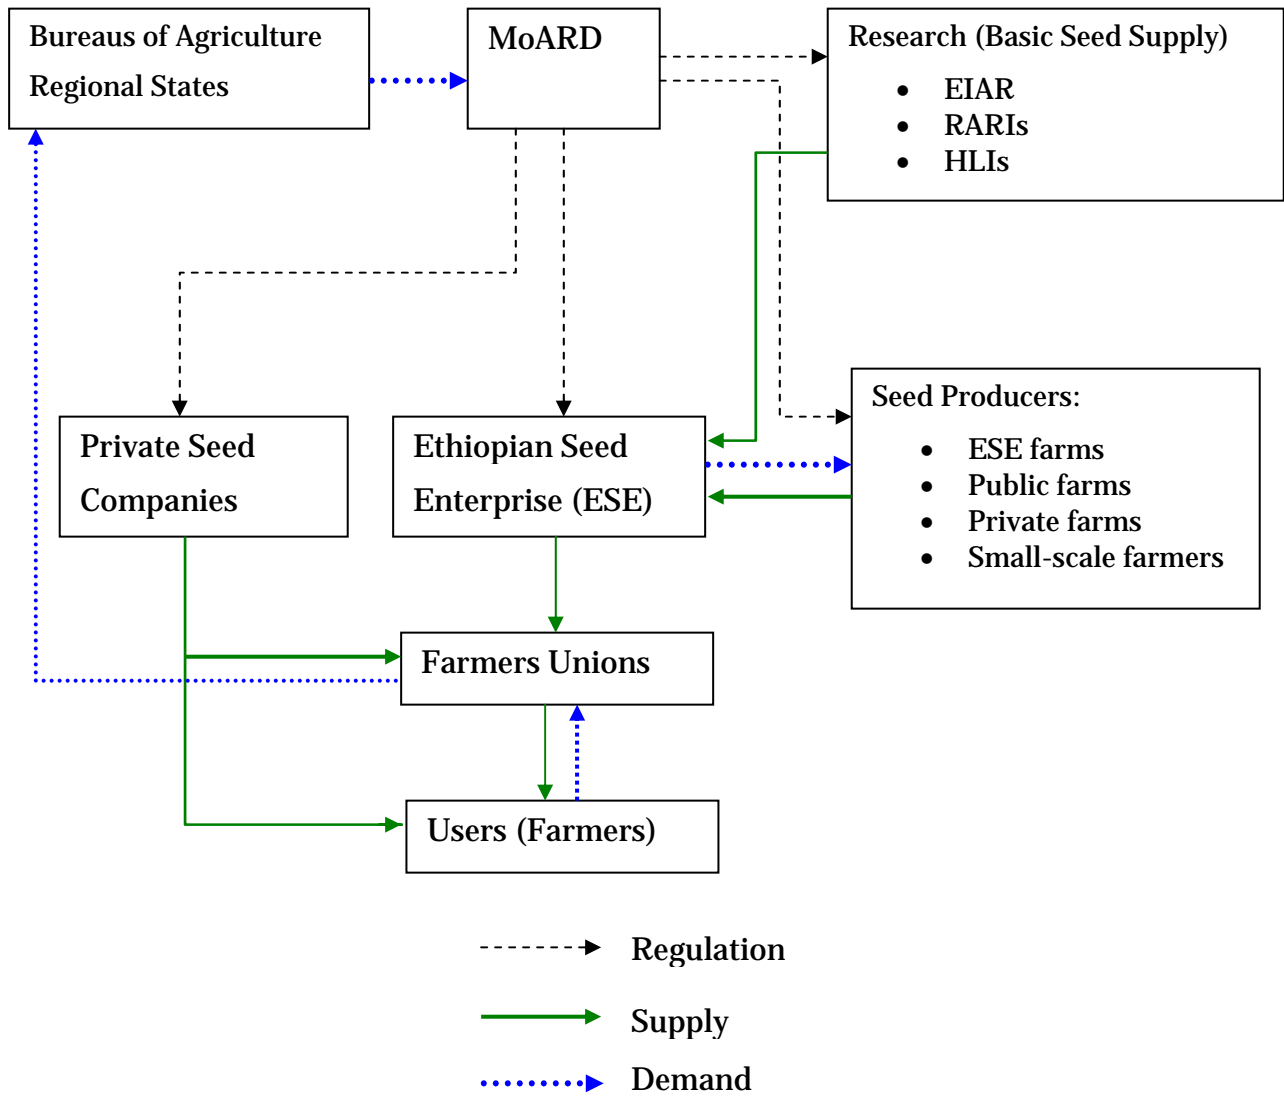 Bureaus of Agriculture
Regional States
MoARD
Research (Basic Seed Supply)
• EIAR
• RARIs
• HLIs
Private Seed
Companies
Ethiopian Seed
Enterprise (ESE)
Seed Producers:
• ESE farms
• Public farms
• Private farms
• Small-scale farmers
Farmers Unions
Users (Farmers)
Regulation
Supply
Demand